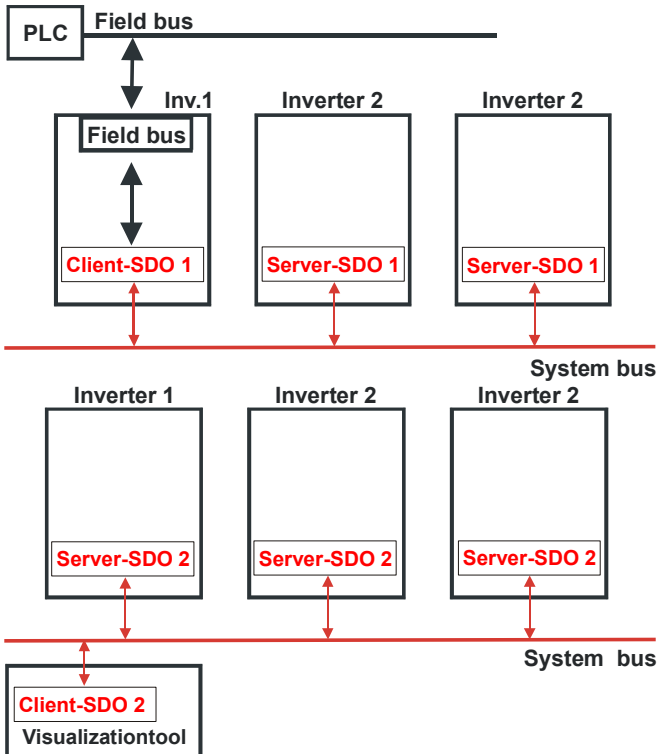 PLC
Field bus
Inv.1
Inverter 2
Inverter 2
Field bus
Client-SDO 1
Server-SDO 1
Server-SDO 1
System bus
Inverter 1
Inverter 2
Inverter 2
Server-SDO 2
Server-SDO 2
Server-SDO 2
System bus
Client-SDO 2
Visualizationtool